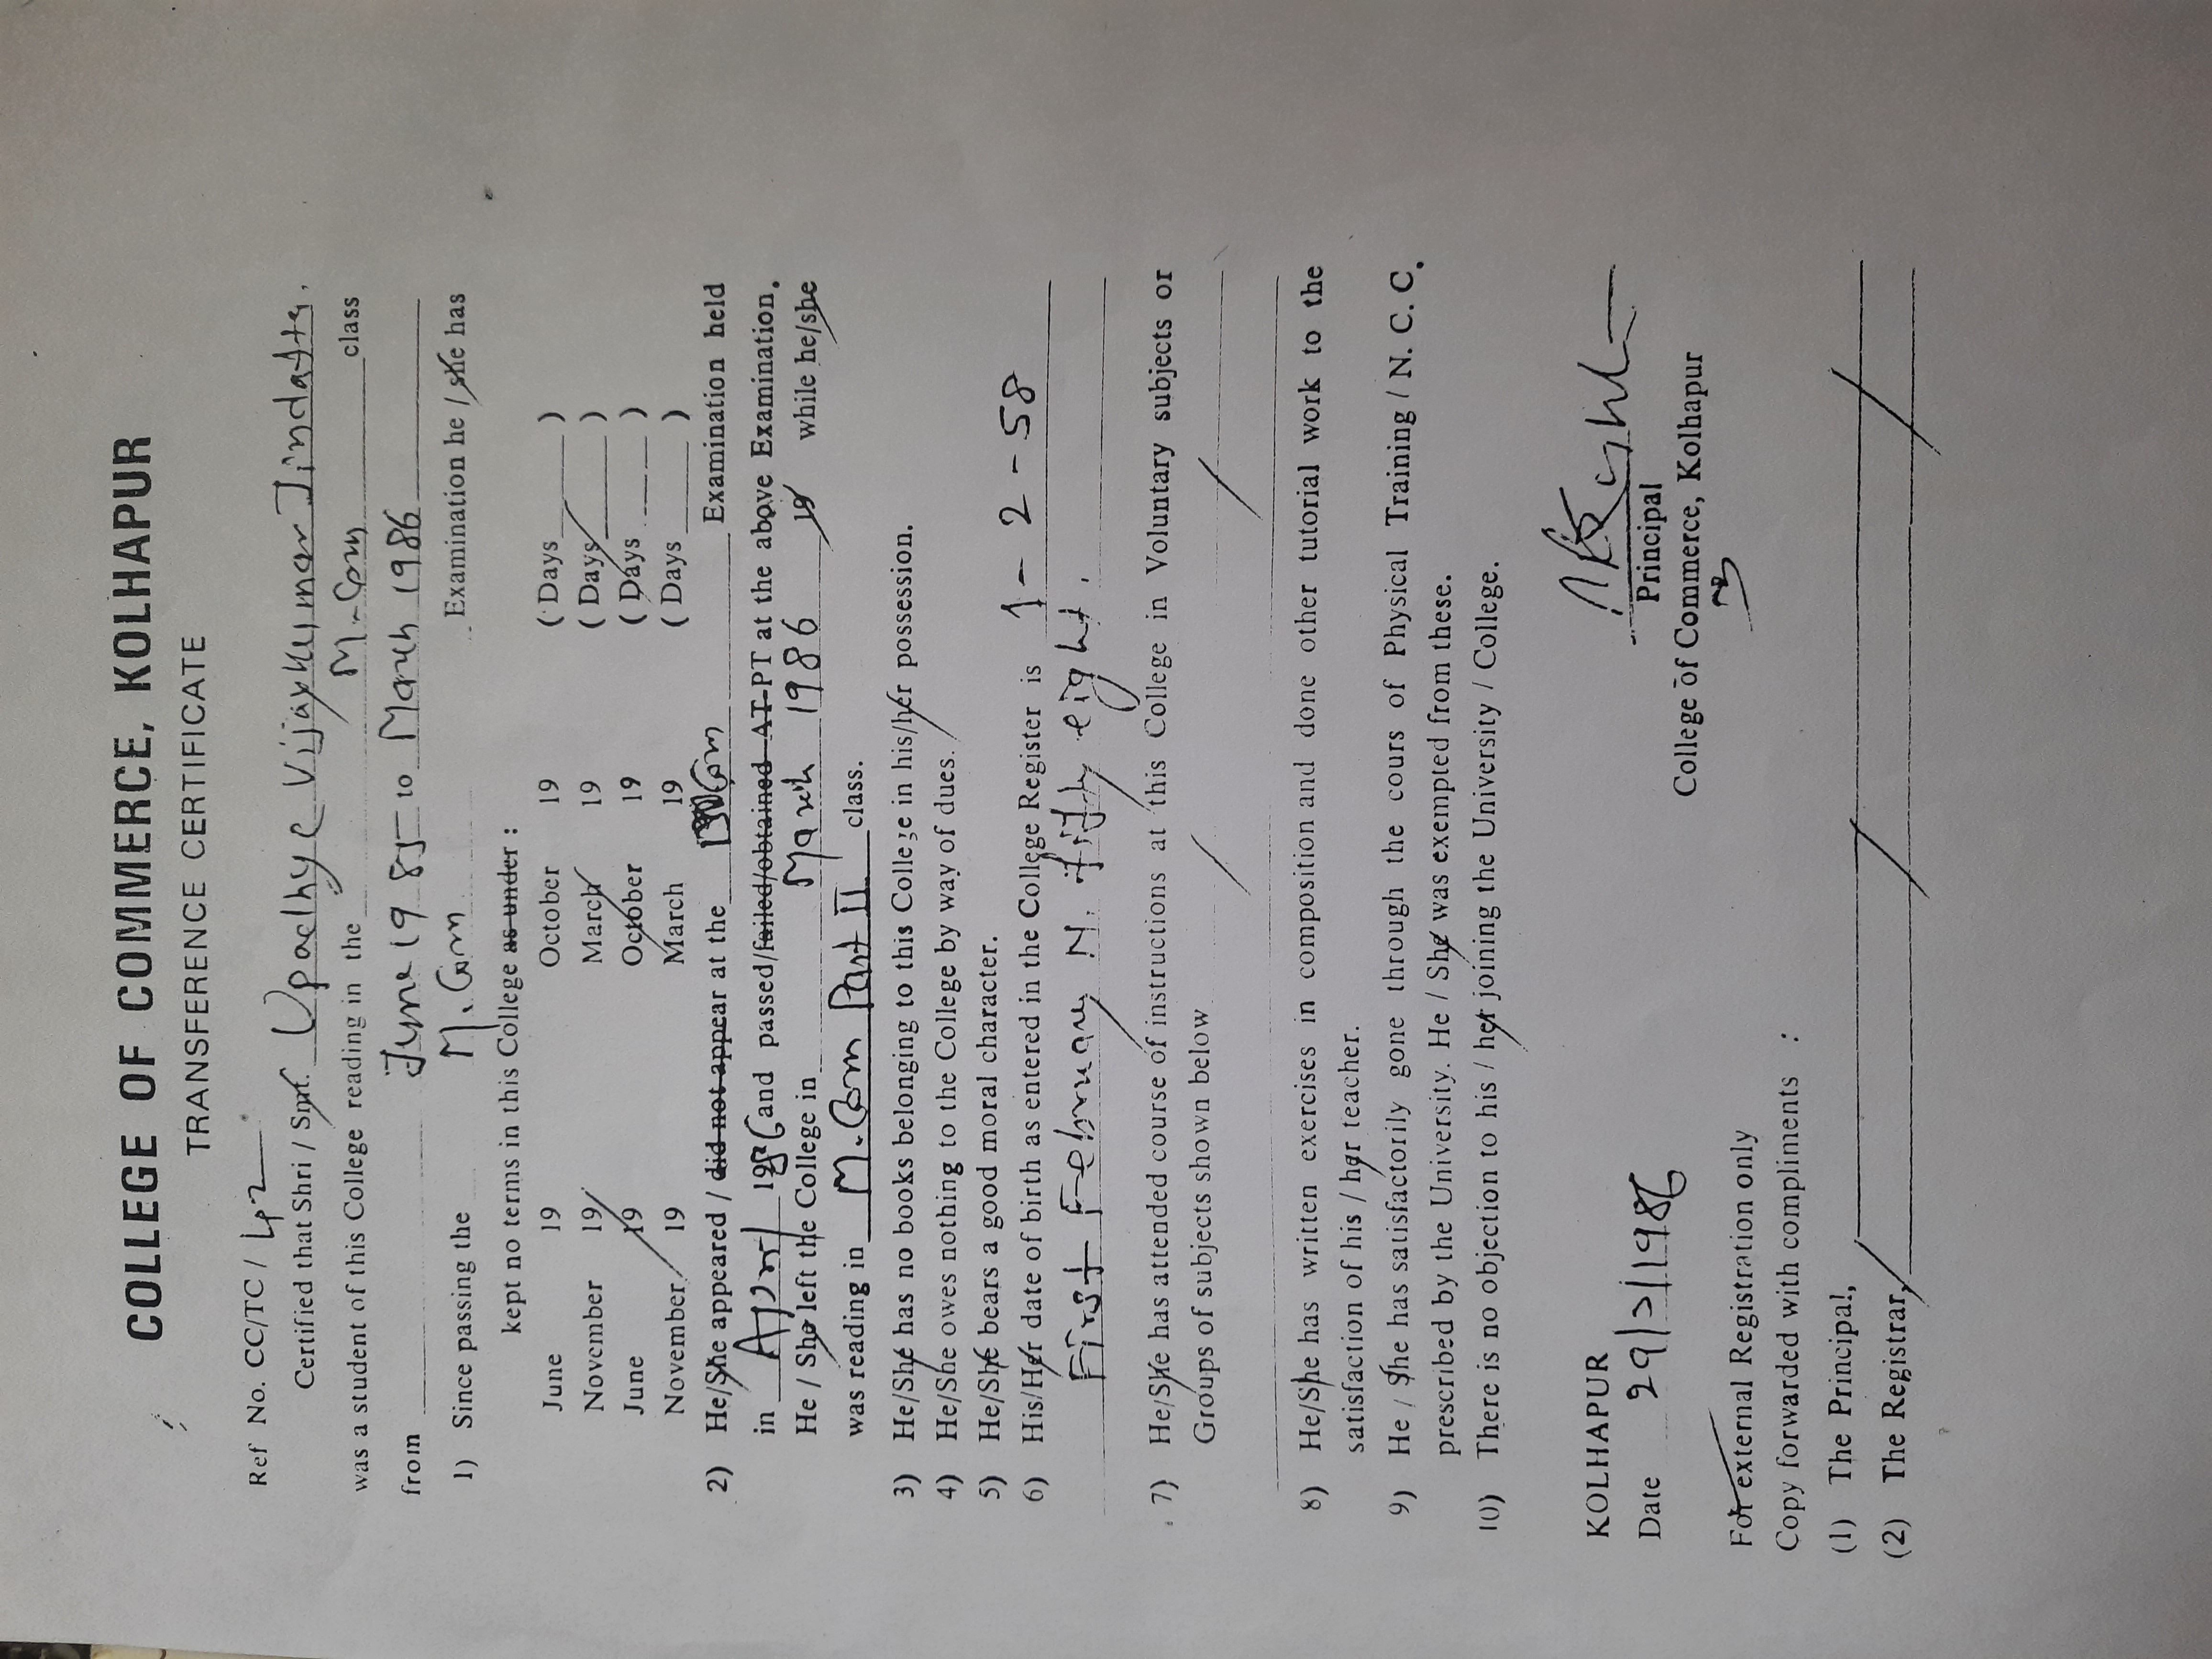 COLLEGE OF COMMERCE, KOLHAPUR
TRANSFERENCE CERTIFICATE
Ref No. CC/TC / 42
Certified that Shri / Smt. Upadhye Vijaykumar Jindatta.
was a student of this College reading in the M.Com class
from June 1985 to March 1986
1) Since passing the M.Com Examination he / she has
kept no terms in this College as under :
June 19 October 19 ( Days )
November 19 March 19 ( Days )
June 19 October 19 ( Days )
November 19 March 19 ( Days )
2) He/She appeared / did not appear at the M.Com Examination held
in April 1986 and passed/failed/obtained AT PT at the above Examination.
He / She left the College in March 1986 19 while he/she
was reading in M.Com Part II class.
3) He/She has no books belonging to this College in his/her possession.
4) He/She owes nothing to the College by way of dues.
5) He/She bears a good moral character.
6) His/Her date of birth as entered in the College Register is 1-2-58
First February N. fifty eight.
7) He/She has attended course of instructions at this College in Voluntary subjects or
Groups of subjects shown below
8) He/She has written exercises in composition and done other tutorial work to the
satisfaction of his / her teacher.
9) He / She has satisfactorily gone through the cours of Physical Training / N. C. C.
prescribed by the University. He / She was exempted from these.
10) There is no objection to his / her joining the University / College.
Principal
KOLHAPUR College of Commerce, Kolhapur
Date 29/ /1986
For external Registration only
Copy forwarded with compliments :
(1) The Principal,
(2) The Registrar,